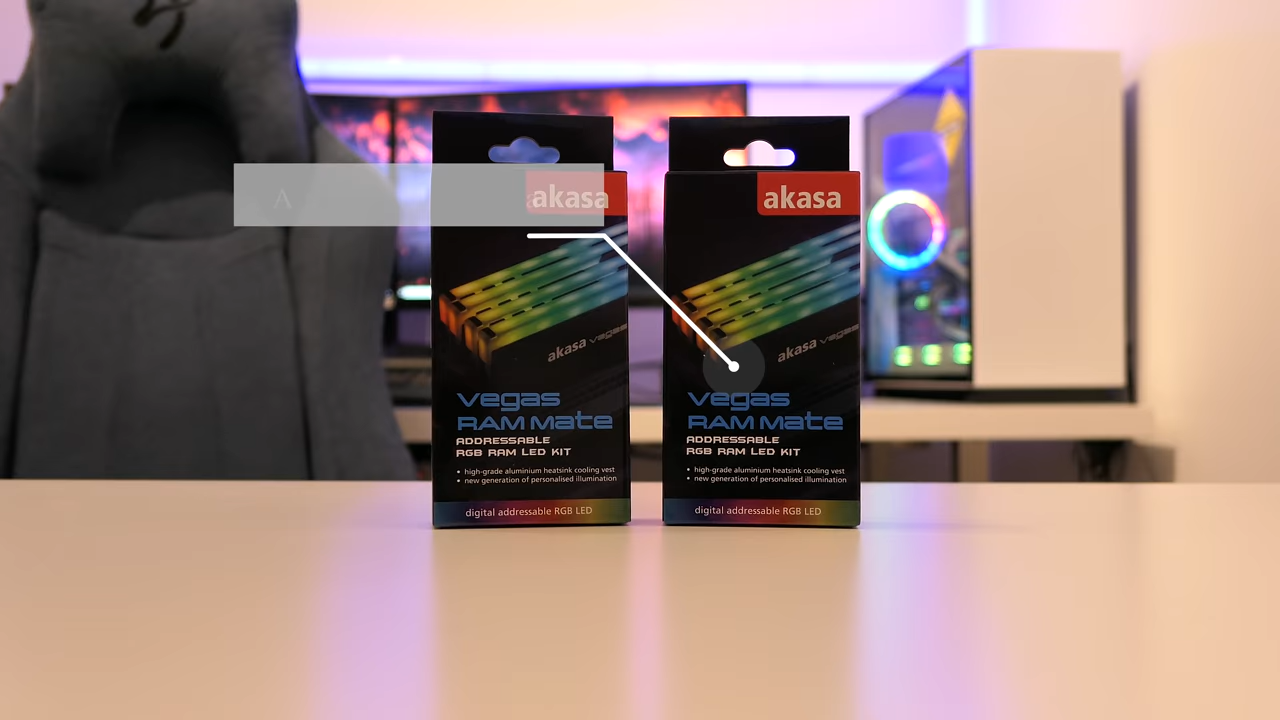 A
akasa
akasa vegas
vegas
RAM Mate
ADDRESSABLE
RGB RAM LED KIT
• high-grade aluminium heatsink cooling vest
• new generation of personalised illumination
digital addressable RGB LED
akasa
akasa vegas
vegas
RAM Mate
ADDRESSABLE
RGB RAM LED KIT
• high-grade aluminium heatsink cooling vest
• new generation of personalised illumination
digital addressable RGB LED